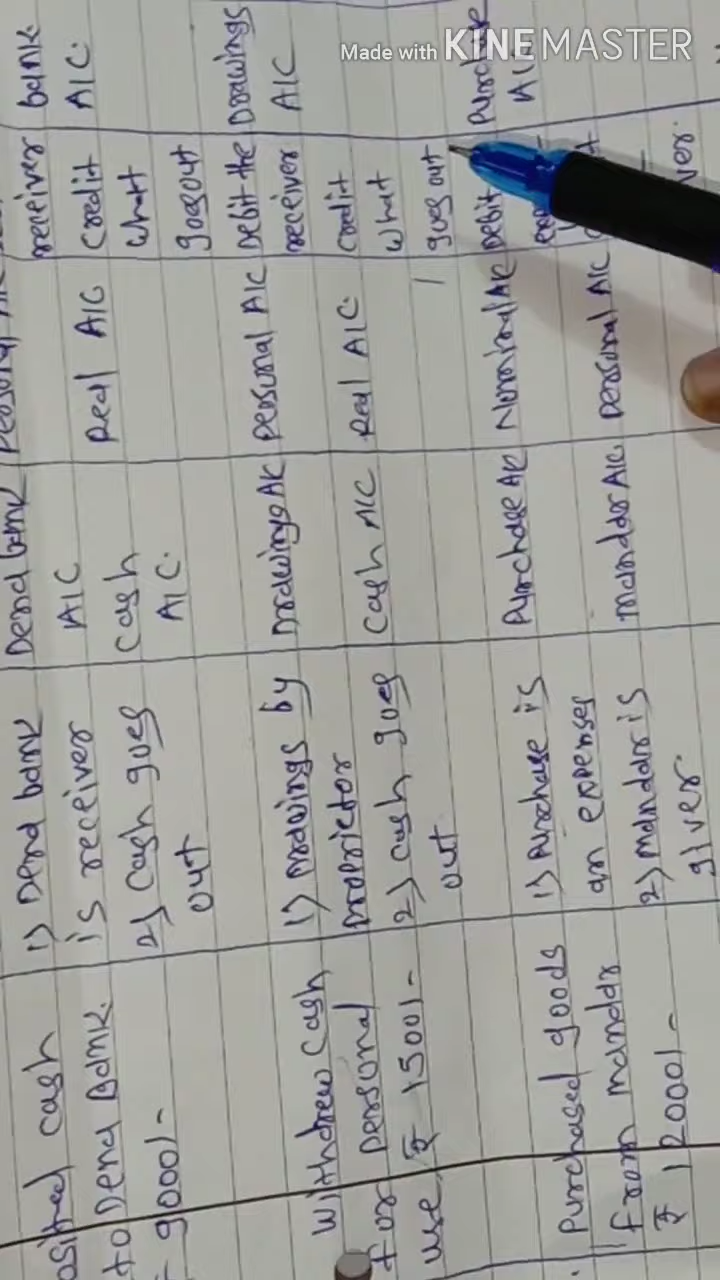 Made with KINEMASTER
Deposited cash
to Dena Bank.
9000/-
1) Dena bank
is receiver
2) Cash goes
out
Dena bank
A/C
Cash
A/C.
Real A/C
receiver
Credit
what
goes out
bank
A/C.
Withdrew Cash
for personal
use ₹ 1500/-
1) Drawings by
proprietor
2) Cash goes
out
Drawings A/C
Cash A/C
personal A/C
Real A/C.
Debit the
receiver
Credit
what
goes out
Drawings
A/C
Purchased goods
from mandar
₹ 12000/-
1) Purchase is
an expenses
2) Mandar is
giver.
Purchase A/C
mandar A/C.
Nominal A/C
personal A/C
Debit
Purchase
A/C